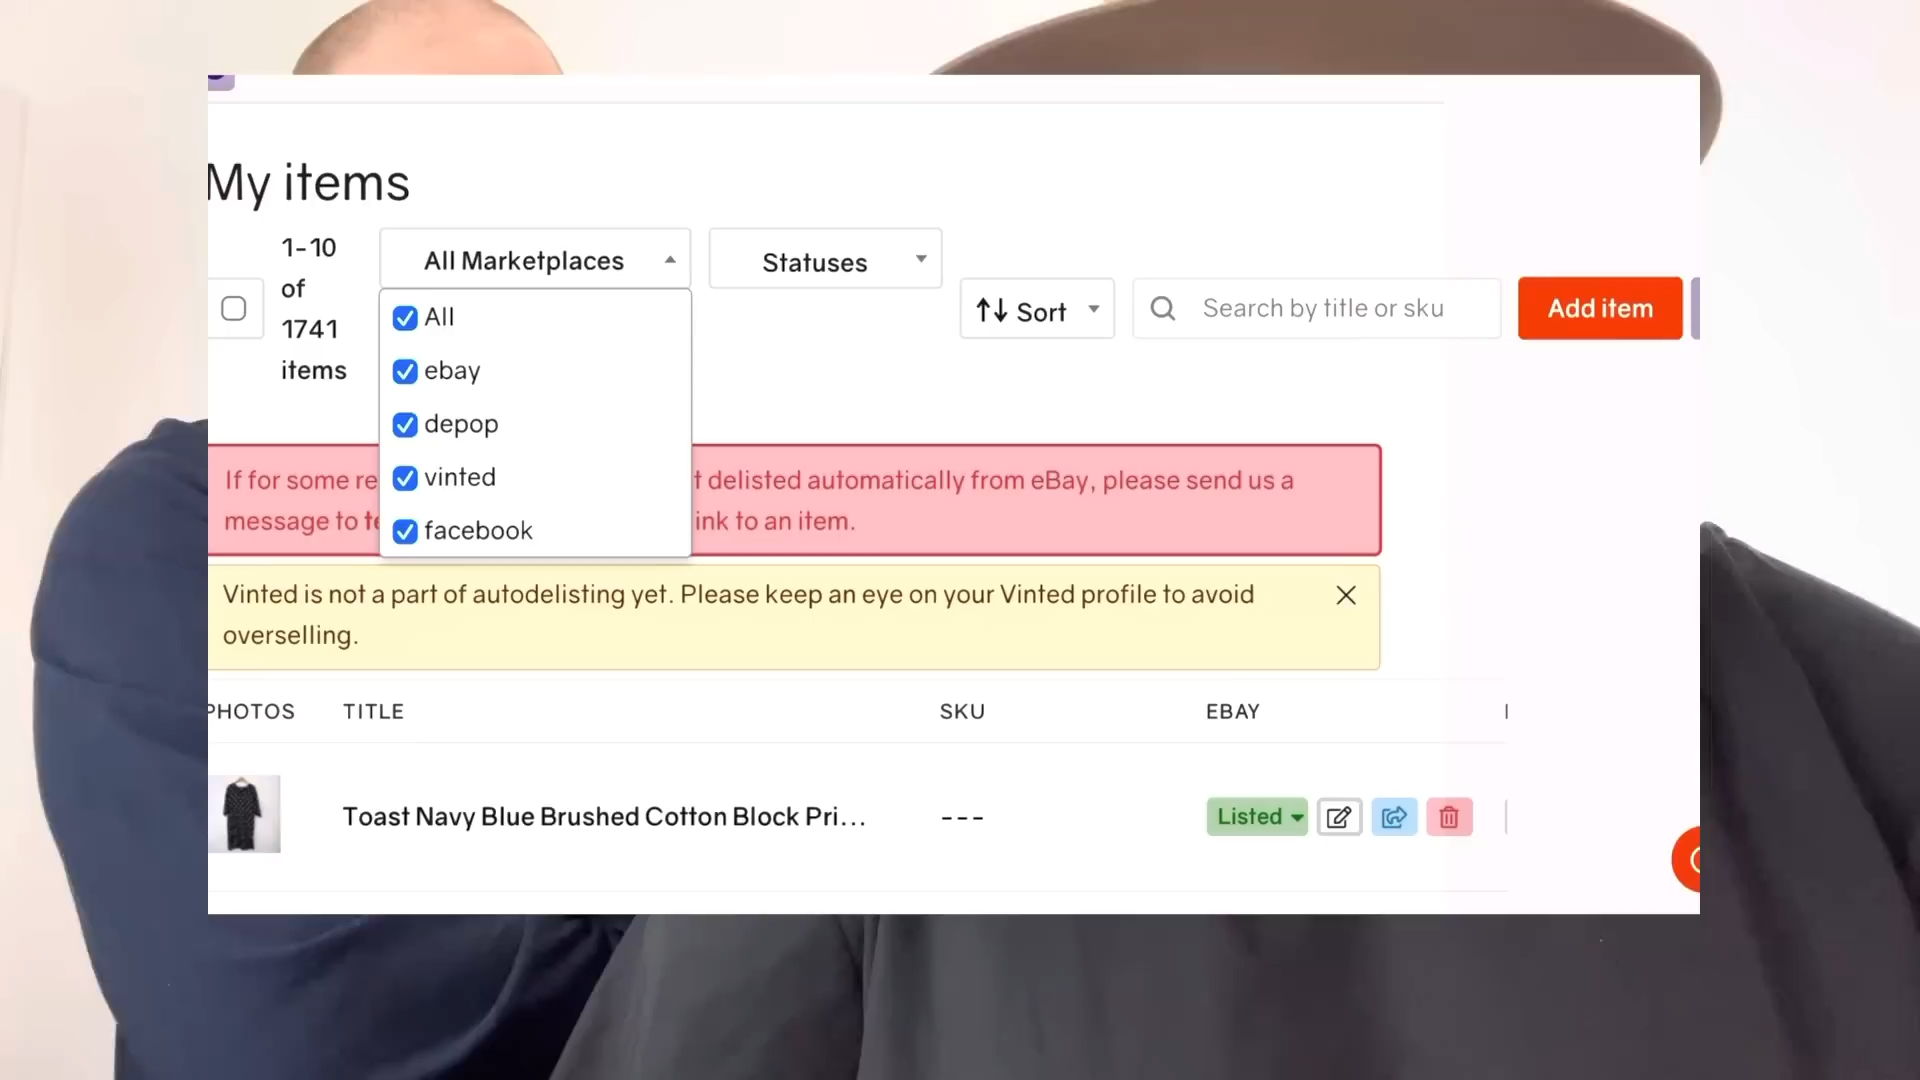 My items
1-10
of
1741
items
All Marketplaces
Statuses
Sort
Search by title or sku
Add item
All
ebay
depop
vinted
facebook
If for some re t delisted automatically from eBay, please send us a
message to ink to an item.
Vinted is not a part of autodelisting yet. Please keep an eye on your Vinted profile to avoid
overselling.
PHOTOS TITLE SKU EBAY
Toast Navy Blue Brushed Cotton Block Pri... --- Listed